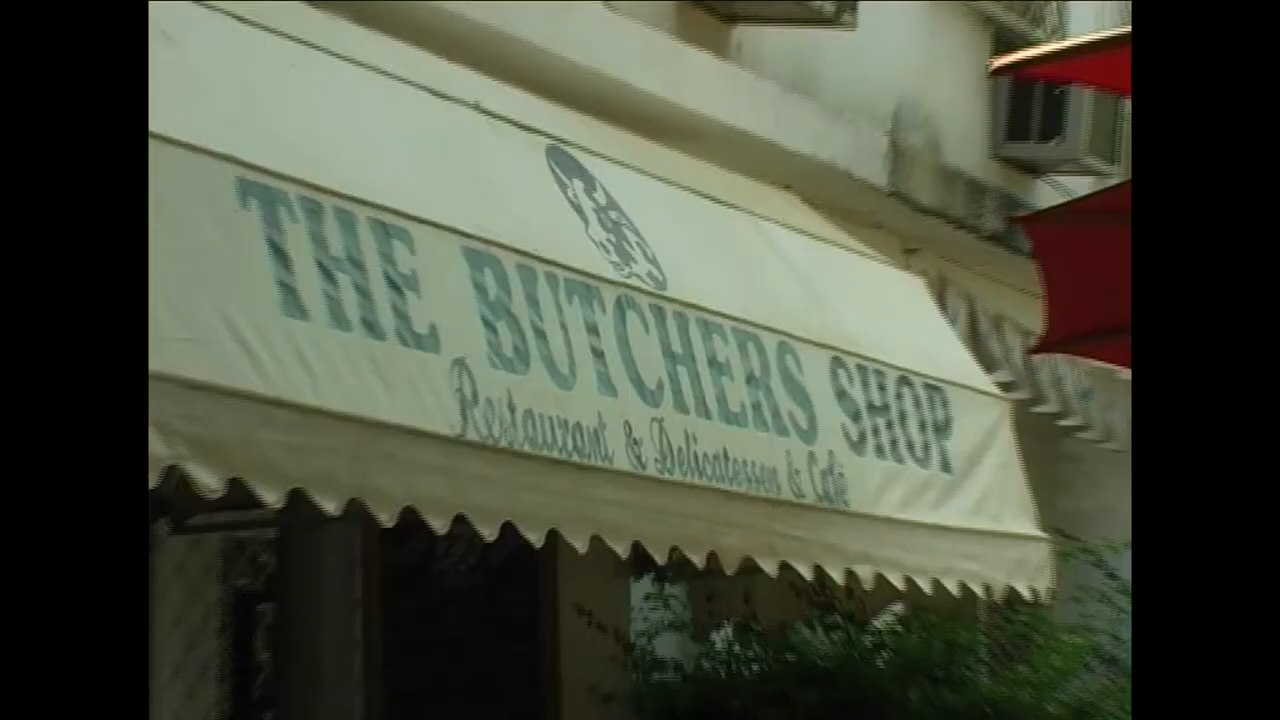 THE BUTCHERS SHOP
Restaurant & Delicatessen & Café